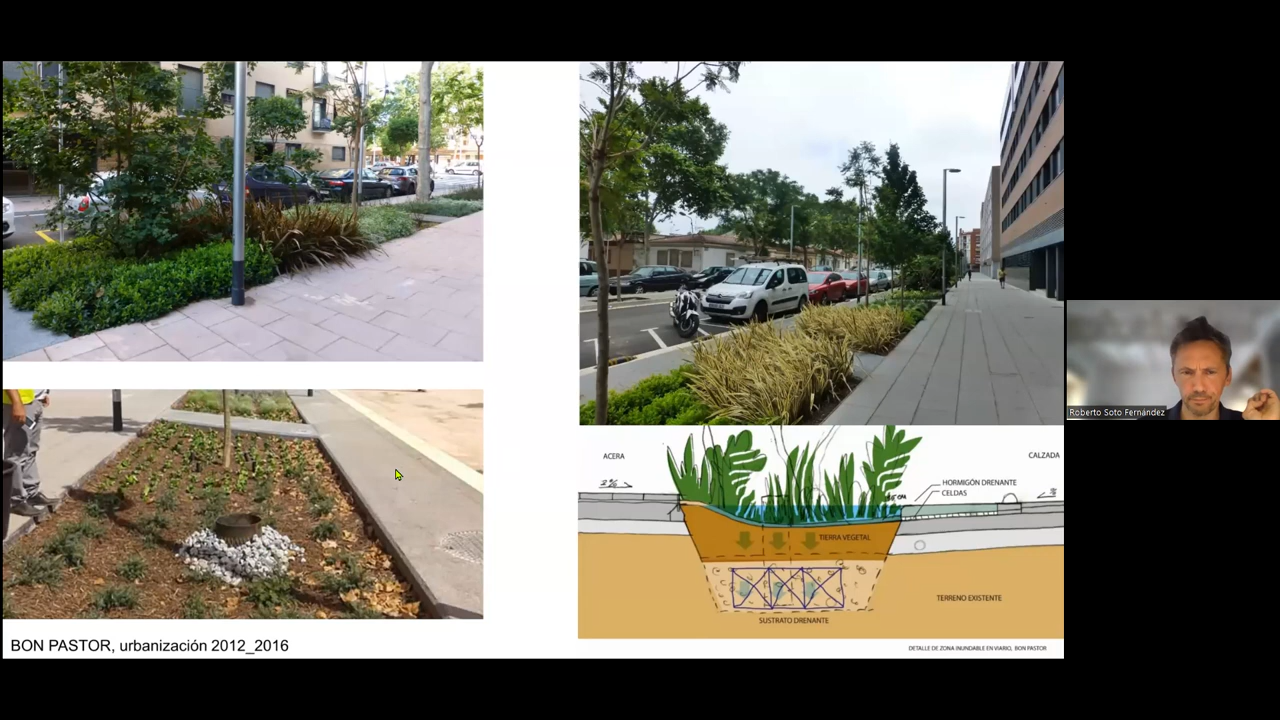 ACERA
CALZADA
2%
HORMIGÓN DRENANTE
CELDAS
TIERRA VEGETAL
TERRENO EXISTENTE
SUSTRATO DRENANTE
BON PASTOR, urbanización 2012_2016
DETALLE DE ZONA INUNDABLE EN VIARIO, BON PASTOR
Roberto Soto Fernández